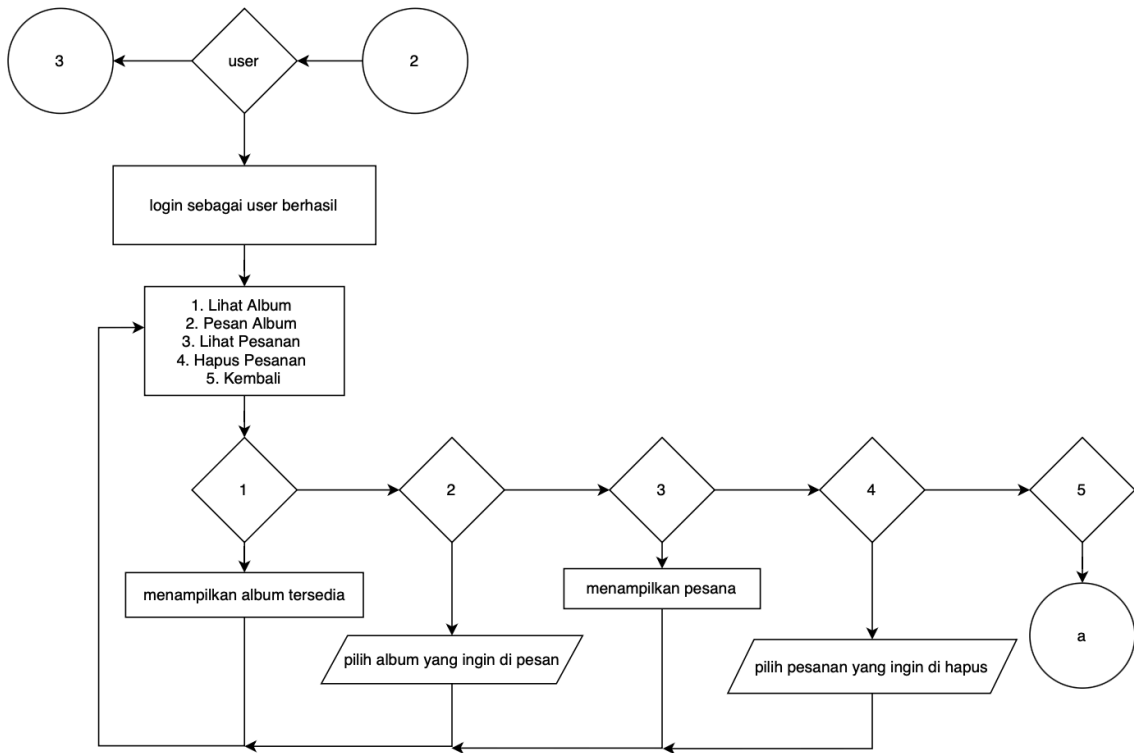 3
user
2
login sebagai user berhasil
1. Lihat Album
2. Pesan Album
3. Lihat Pesanan
4. Hapus Pesanan
5. Kembali
1
2
3
4
5
menampilkan album tersedia
menampilkan pesana
a
pilih album yang ingin di pesan
pilih pesanan yang ingin di hapus